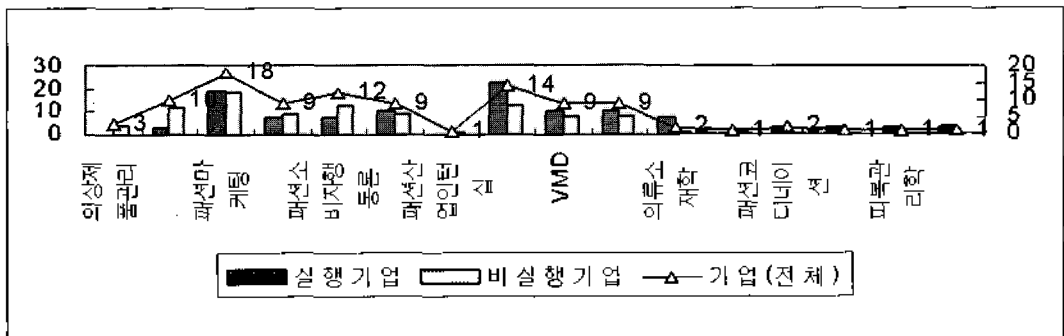 30
20
10
0
3
10
18
9
12
9
1
14
9
9
2
1
2
1
1
1
20
15
10
5
0
의상제
품관리
패션마
케팅
패션소
비자행
동론
패션산
업인턴
십
VMD
의류소
재학
패션코
디네이
션
피복관
리학
실행기업
비실행기업
기업(전체)